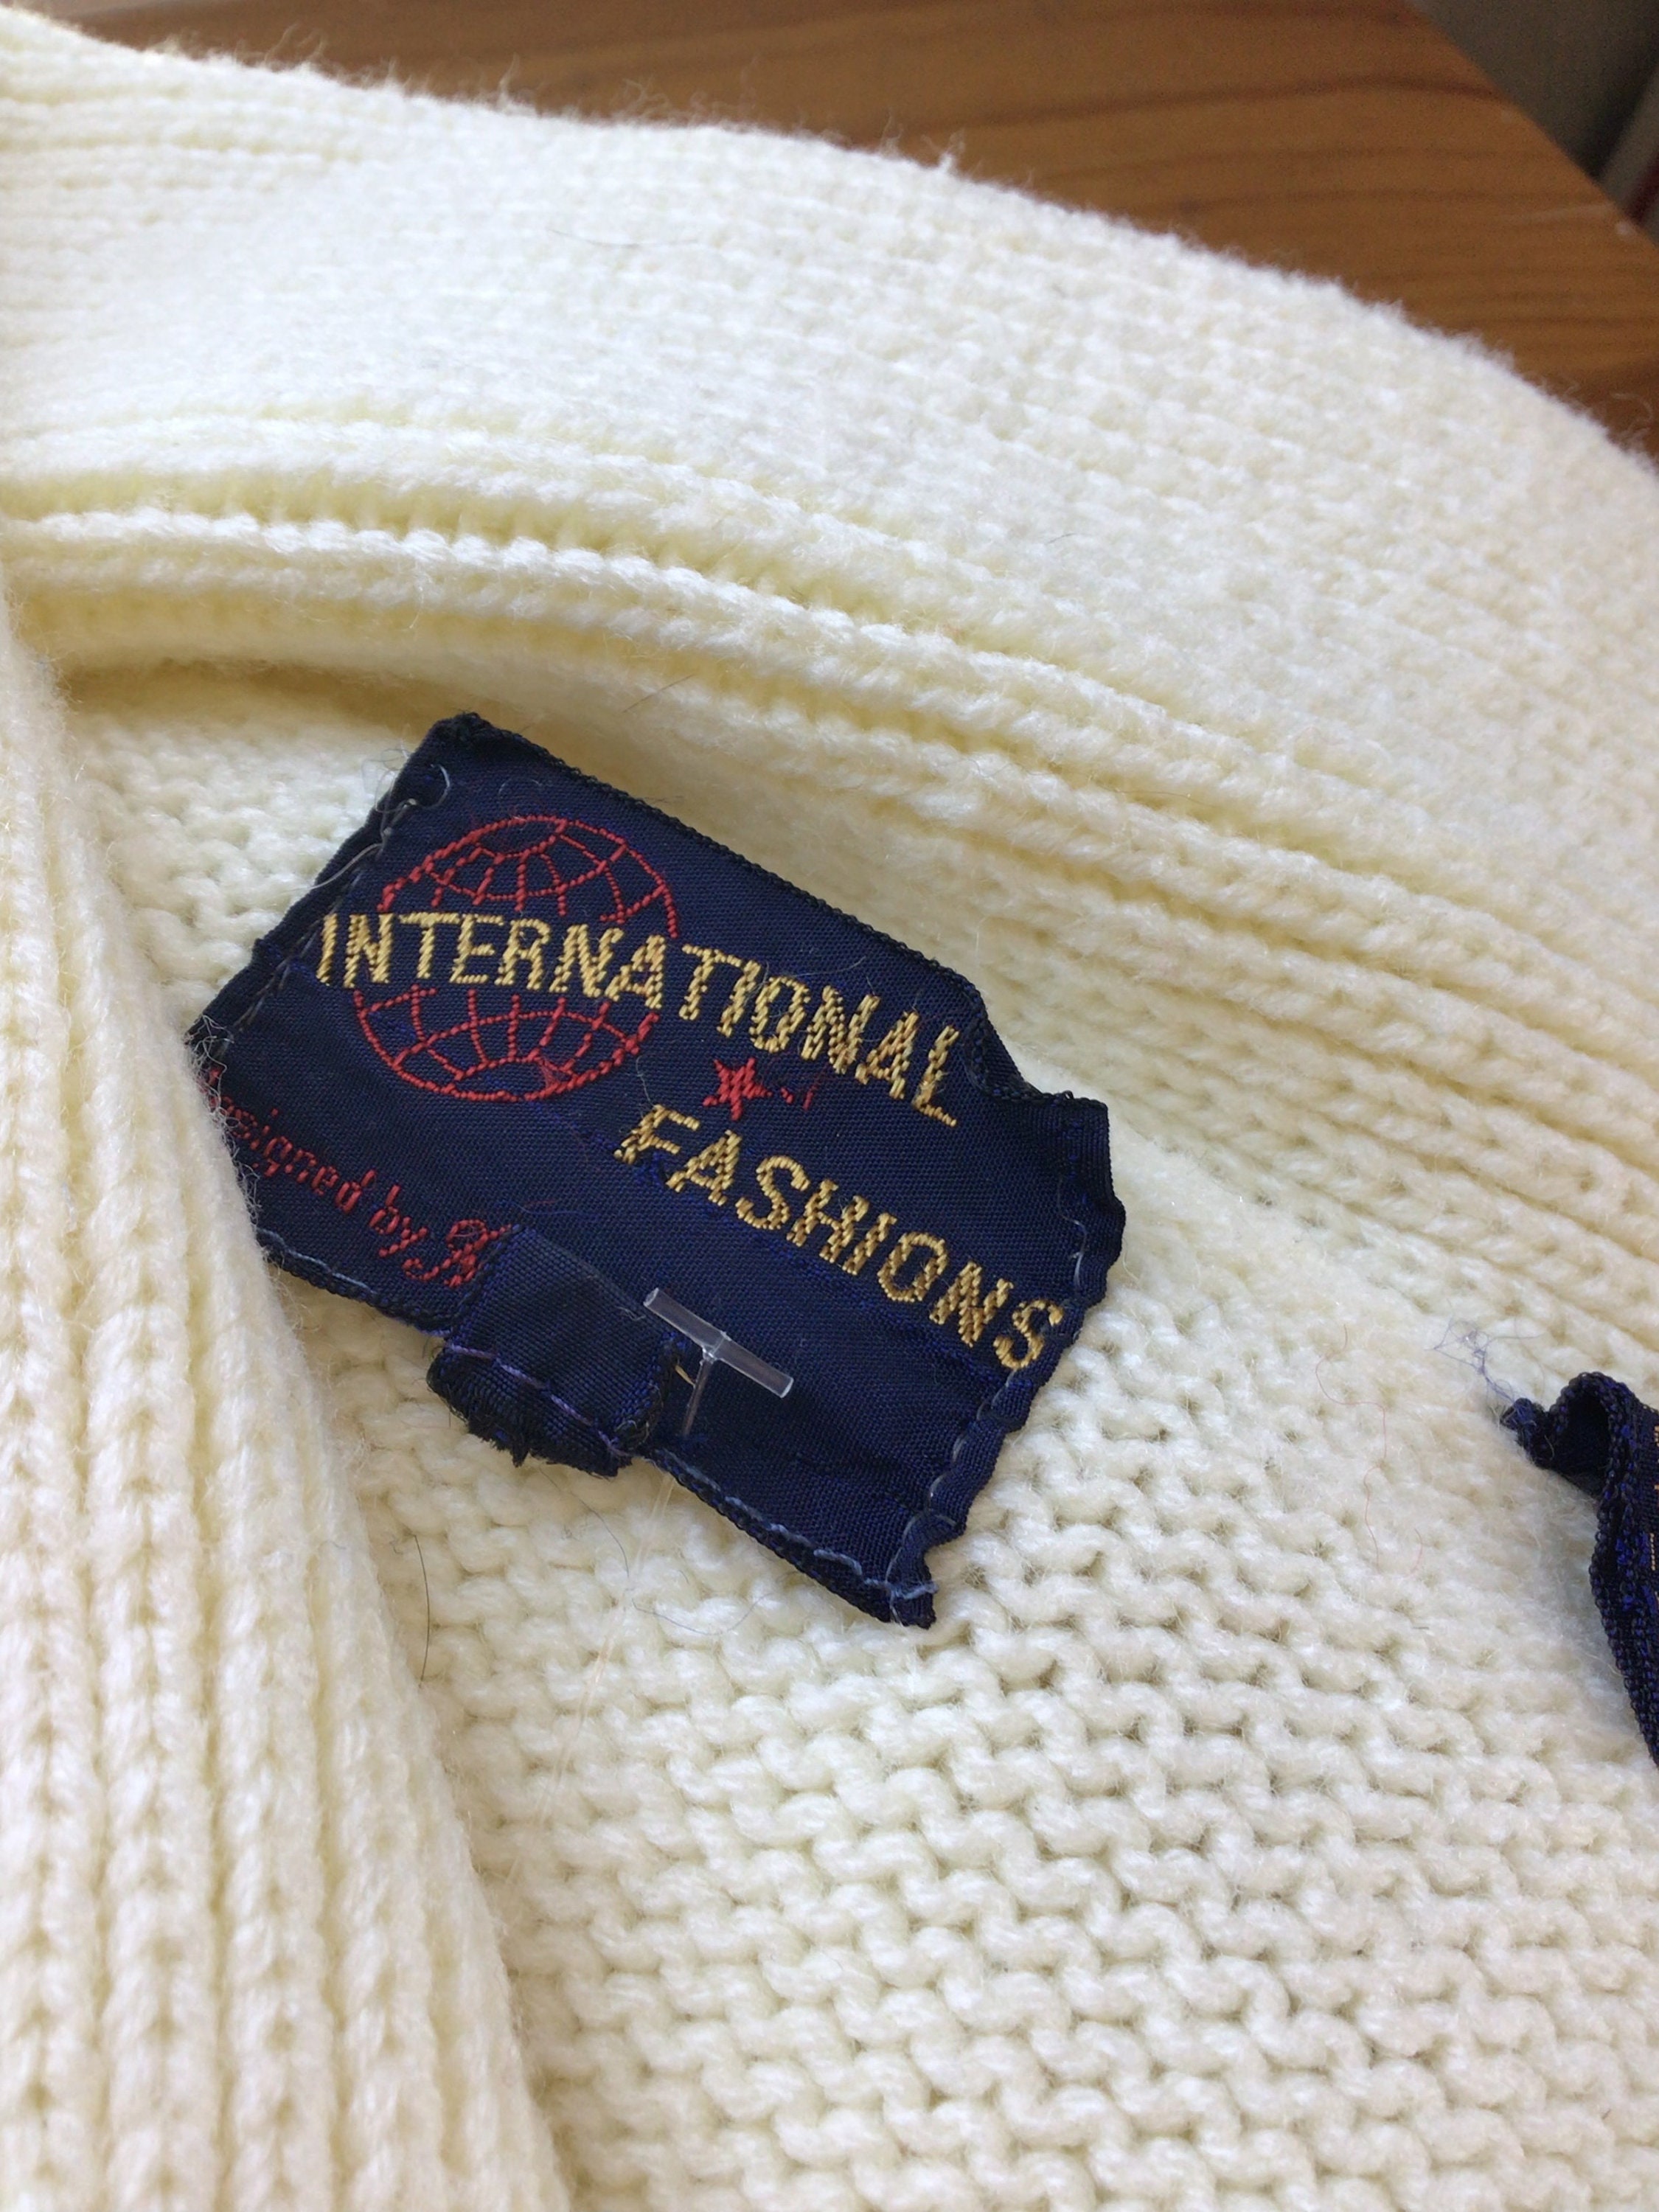 INTERNATIONAL
FASHIONS
designed by